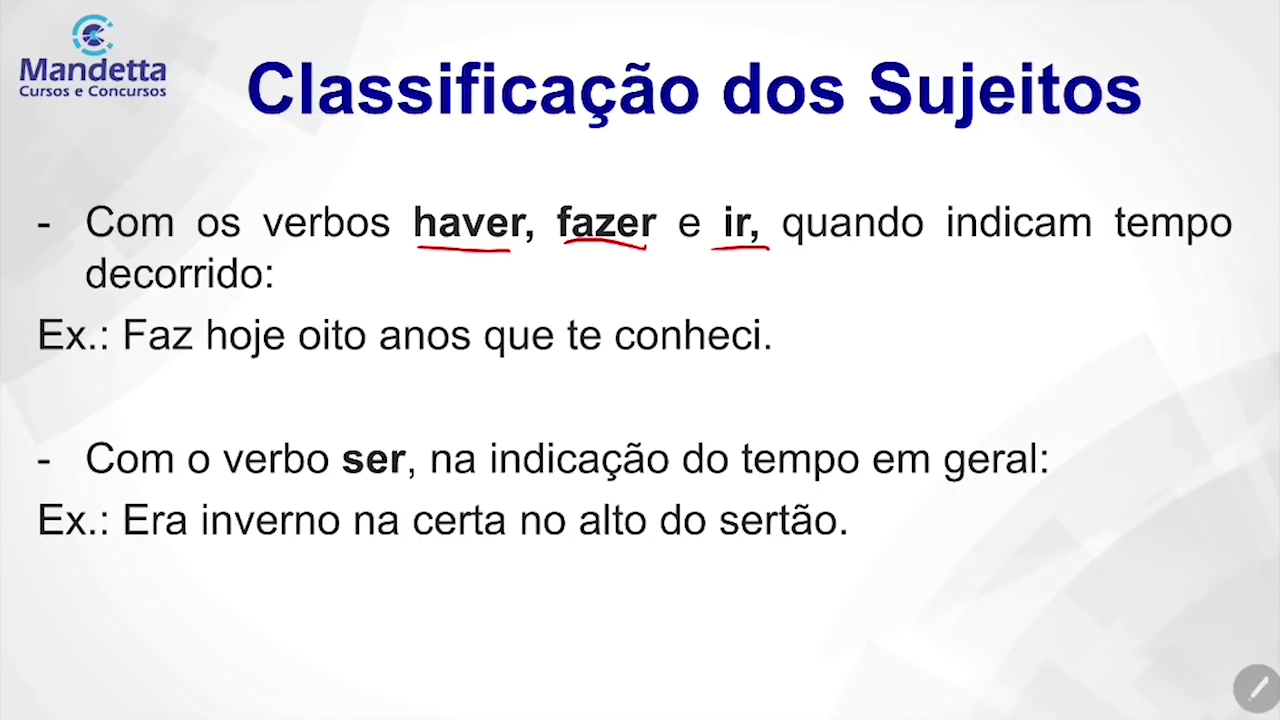 Mandetta
Cursos e Concursos
Classificação dos Sujeitos
- Com os verbos haver, fazer e ir, quando indicam tempo
decorrido:
Ex.: Faz hoje oito anos que te conheci.
- Com o verbo ser, na indicação do tempo em geral:
Ex.: Era inverno na certa no alto do sertão.